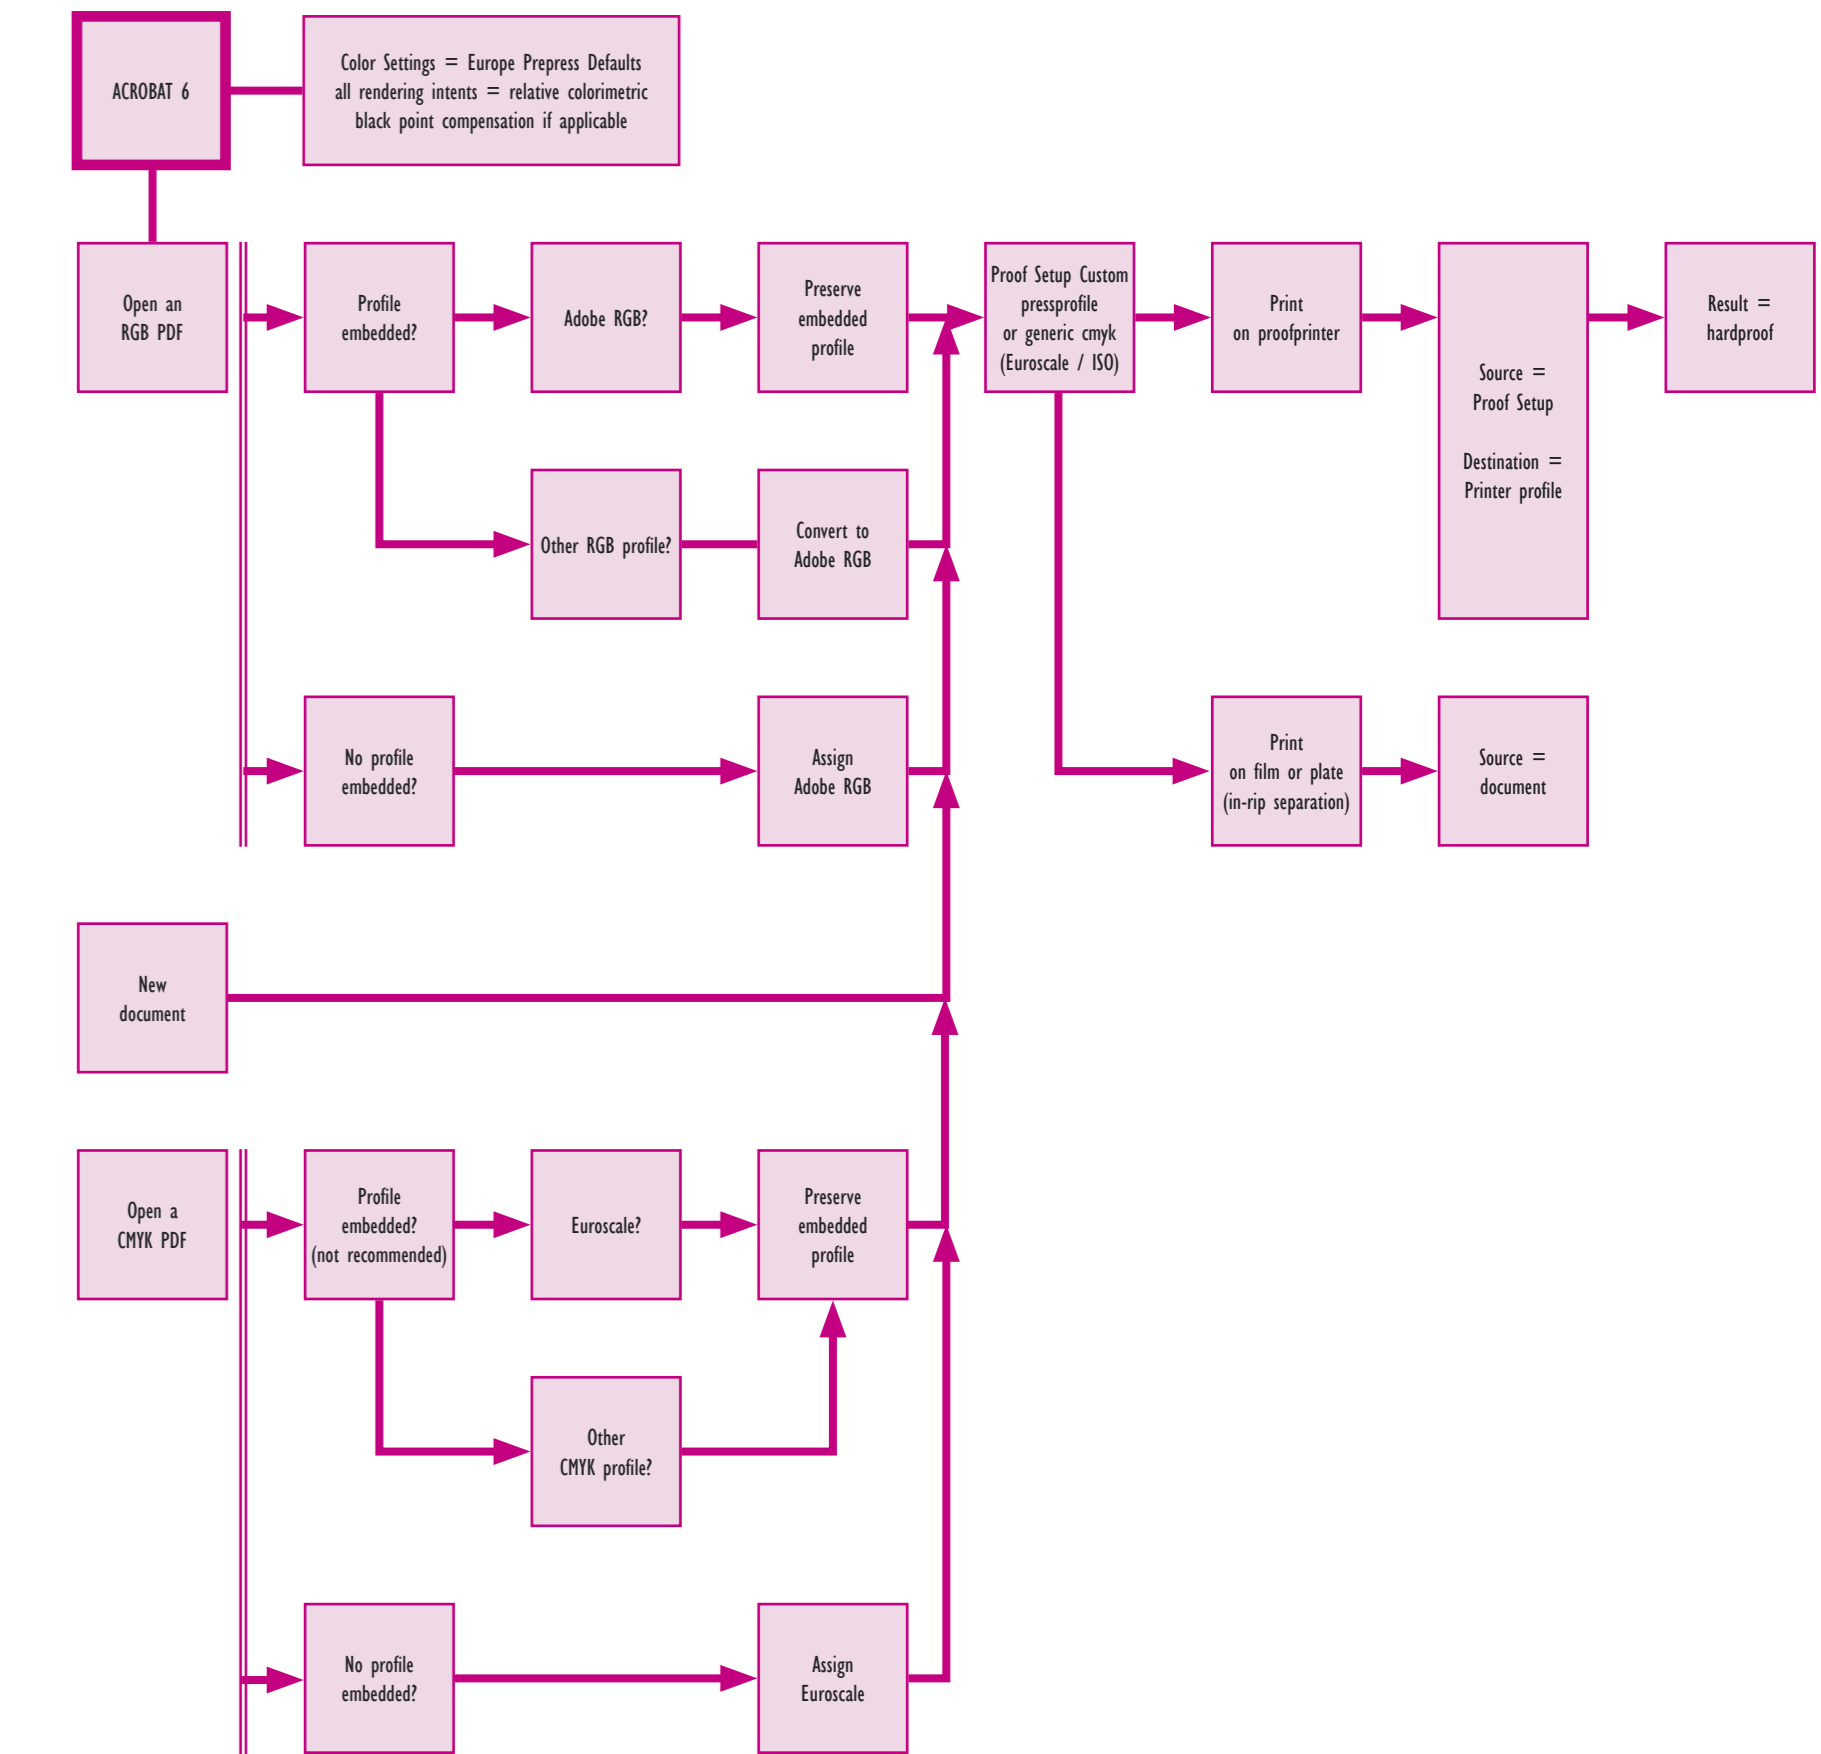 ACROBAT 6
Color Settings = Europe Prepress Defaults
all rendering intents = relative colorimetric
black point compensation if applicable
Open an
RGB PDF
Profile
embedded?
Adobe RGB?
Preserve
embedded
profile
Proof Setup Custom
pressprofile
or generic cmyk
(Euroscale / ISO)
Print
on proofprinter
Source =
Proof Setup
Destination =
Printer profile
Result =
hardproof
Other RGB profile?
Convert to
Adobe RGB
No profile
embedded?
Assign
Adobe RGB
Print
on film or plate
(in-rip separation)
Source =
document
New
document
Open a
CMYK PDF
Profile
embedded?
(not recommended)
Euroscale?
Preserve
embedded
profile
Other
CMYK profile?
No profile
embedded?
Assign
Euroscale